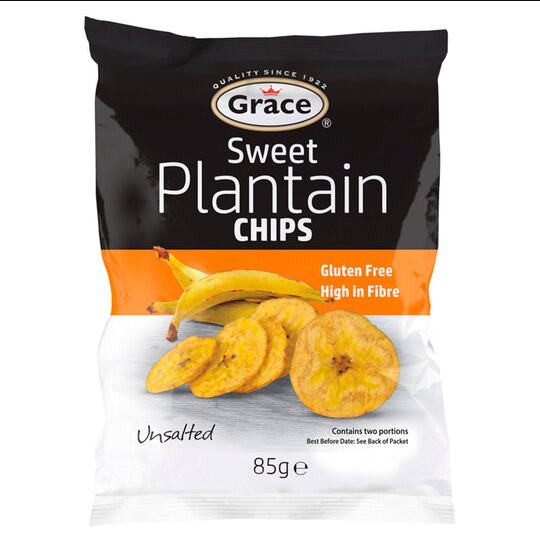 QUALITY SINCE 1922
Grace
®
Sweet
Plantain
CHIPS
Gluten Free
High in Fibre
Unsalted
Contains two portions
Best Before Date: See Back of Packet
85g ℮